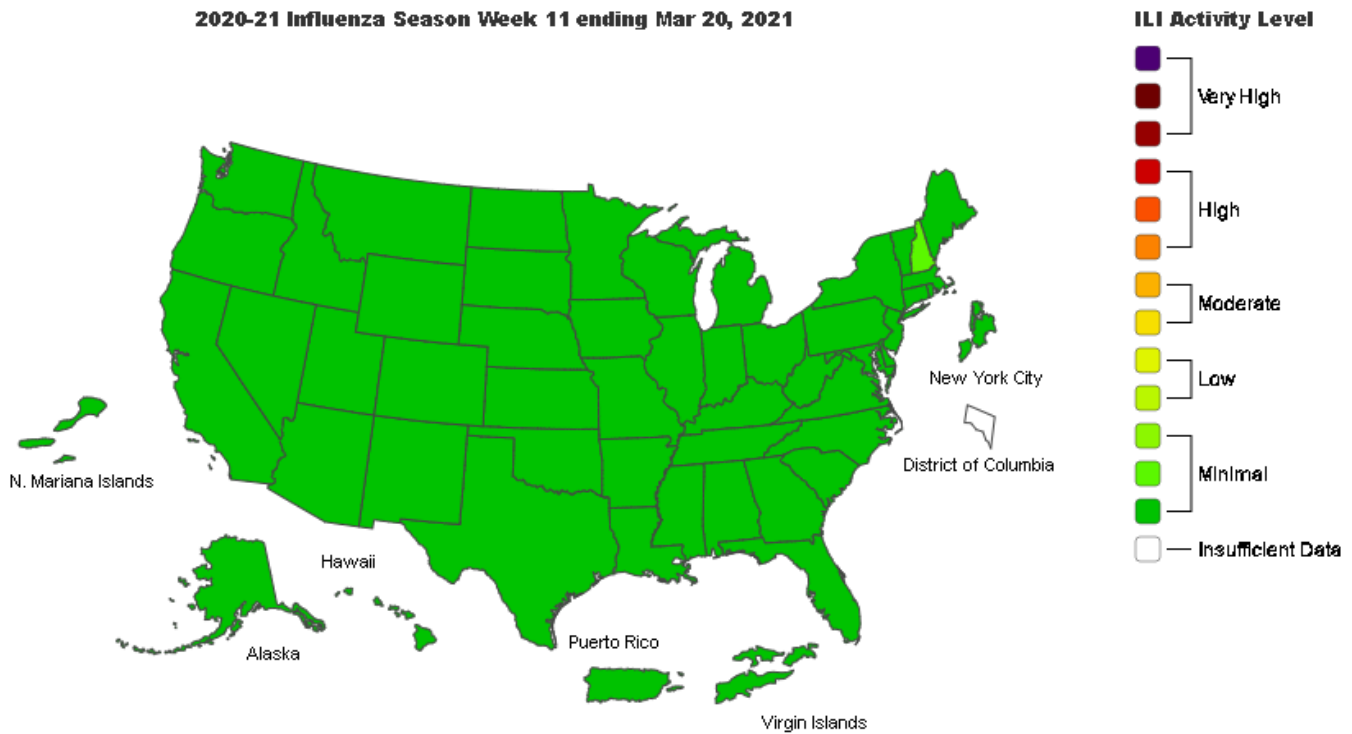 2020-21 Influenza Season Week 11 ending Mar 20, 2021
ILI Activity Level
Very High
High
Moderate
Low
Minimal
Insufficient Data
New York City
District of Columbia
N. Mariana Islands
Hawaii
Alaska
Puerto Rico
Virgin Islands